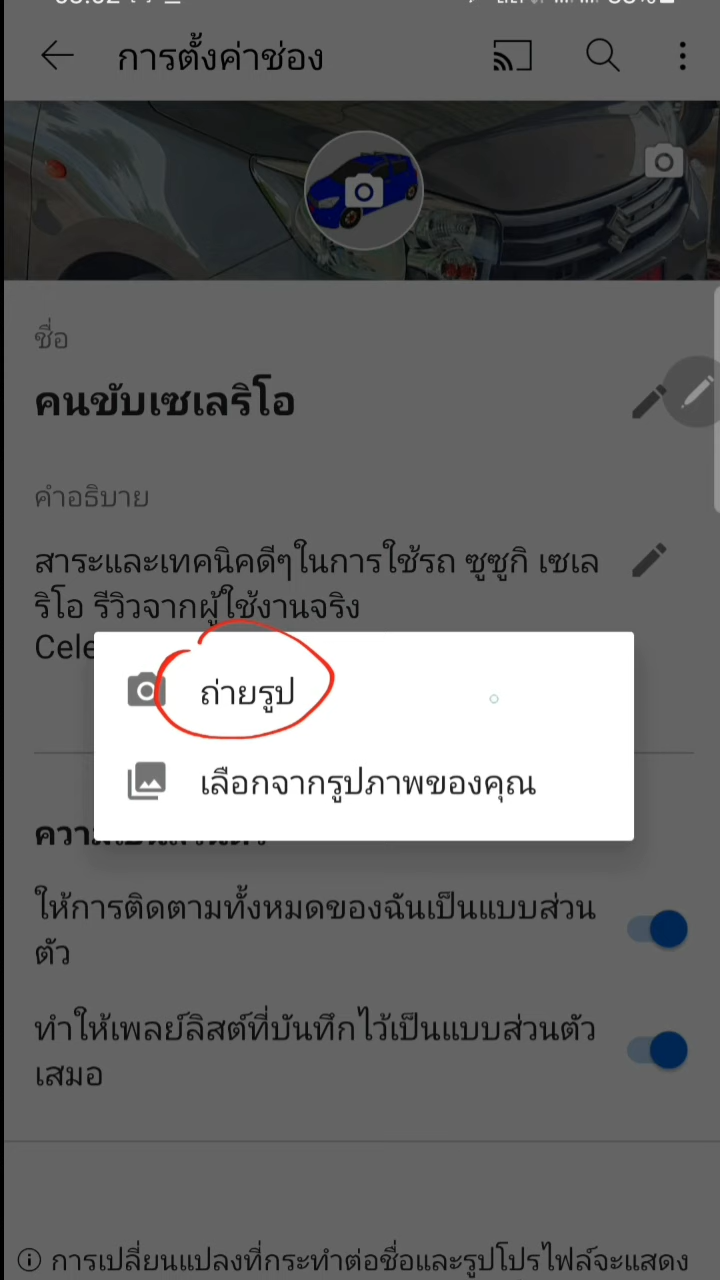 การตั้งค่าช่อง
ชื่อ
คนขับเซเลริโอ
คำอธิบาย
สาระและเทคนิคดีๆในการใช้รถ ซูซูกิ เซเล
ริโอ รีวิวจากผู้ใช้งานจริง
Cele
ถ่ายรูป
เลือกจากรูปภาพของคุณ
ให้การติดตามทั้งหมดของฉันเป็นแบบส่วน
ตัว
ทำให้เพลย์ลิสต์ที่บันทึกไว้เป็นแบบส่วนตัว
เสมอ
การเปลี่ยนแปลงที่กระทำต่อชื่อและรูปโปรไฟล์จะแสดง